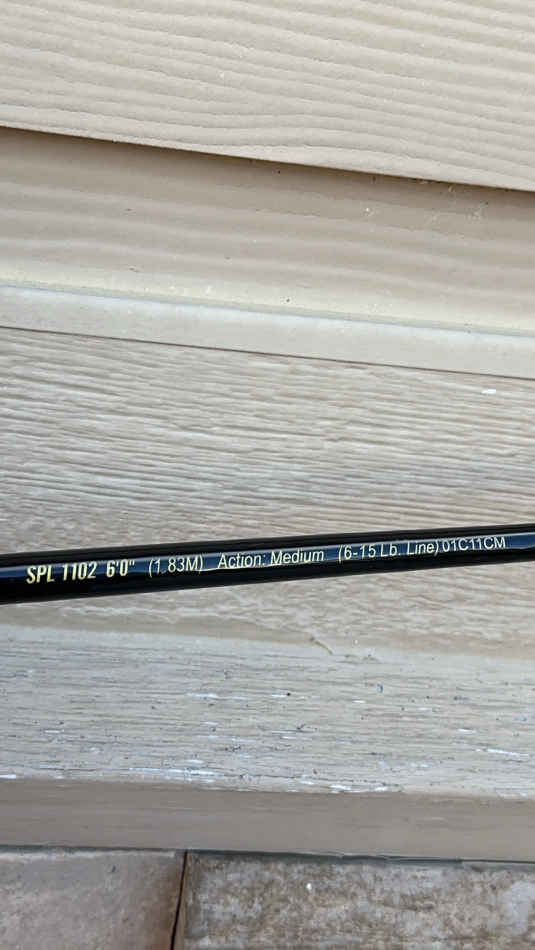 SPL 1102 6'0" (1.83M) Action: Medium (6-15 Lb. Line) 01C11CM